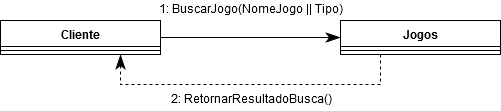 1: BuscarJogo(NomeJogo || Tipo)
Cliente
Jogos
2: RetornarResultadoBusca()